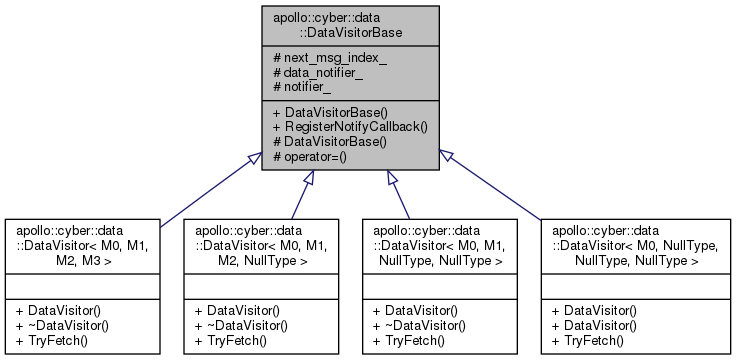 apollo::cyber::data
::DataVisitorBase
# next_msg_index_
# data_notifier_
# notifier_
+ DataVisitorBase()
+ RegisterNotifyCallback()
# DataVisitorBase()
# operator=()
apollo::cyber::data
::DataVisitor< M0, M1,
M2, M3 >
+ DataVisitor()
+ ~DataVisitor()
+ TryFetch()
apollo::cyber::data
::DataVisitor< M0, M1,
M2, NullType >
+ DataVisitor()
+ ~DataVisitor()
+ TryFetch()
apollo::cyber::data
::DataVisitor< M0, M1,
NullType, NullType >
+ DataVisitor()
+ ~DataVisitor()
+ TryFetch()
apollo::cyber::data
::DataVisitor< M0, NullType,
NullType, NullType >
+ DataVisitor()
+ DataVisitor()
+ TryFetch()